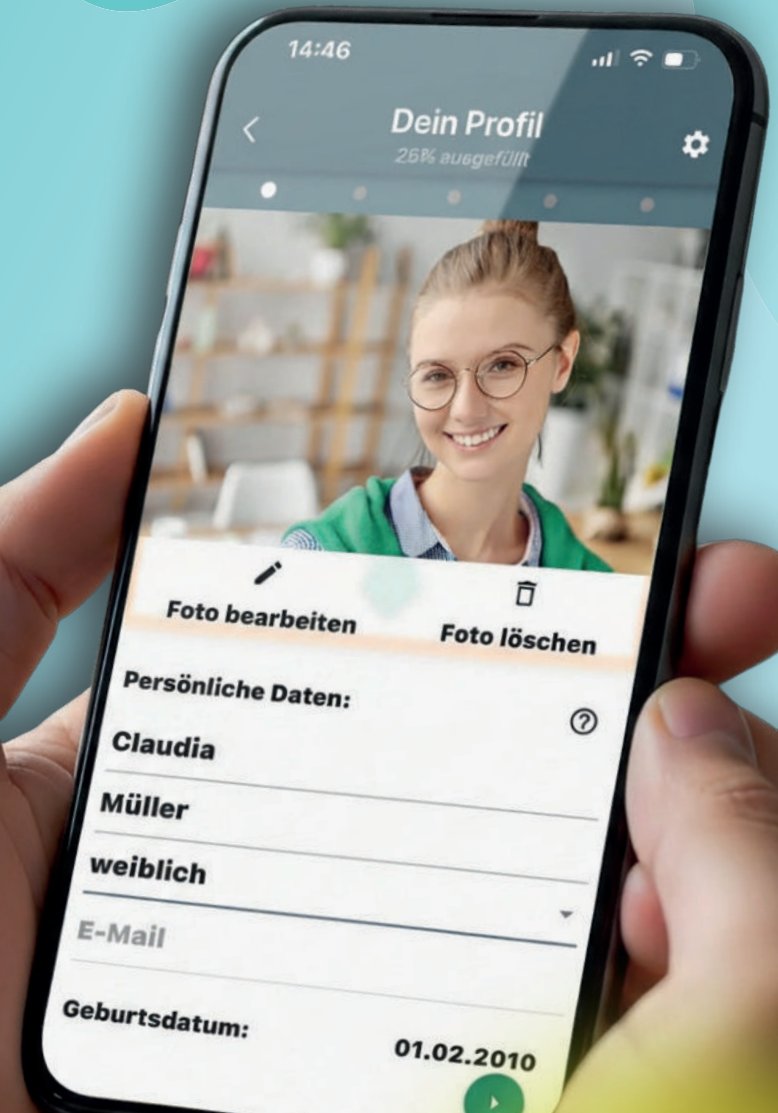 14:46
Dein Profil
26% ausgefüllt
Foto bearbeiten
Foto löschen
Persönliche Daten:
Claudia
Müller
weiblich
E-Mail
Geburtsdatum:
01.02.2010